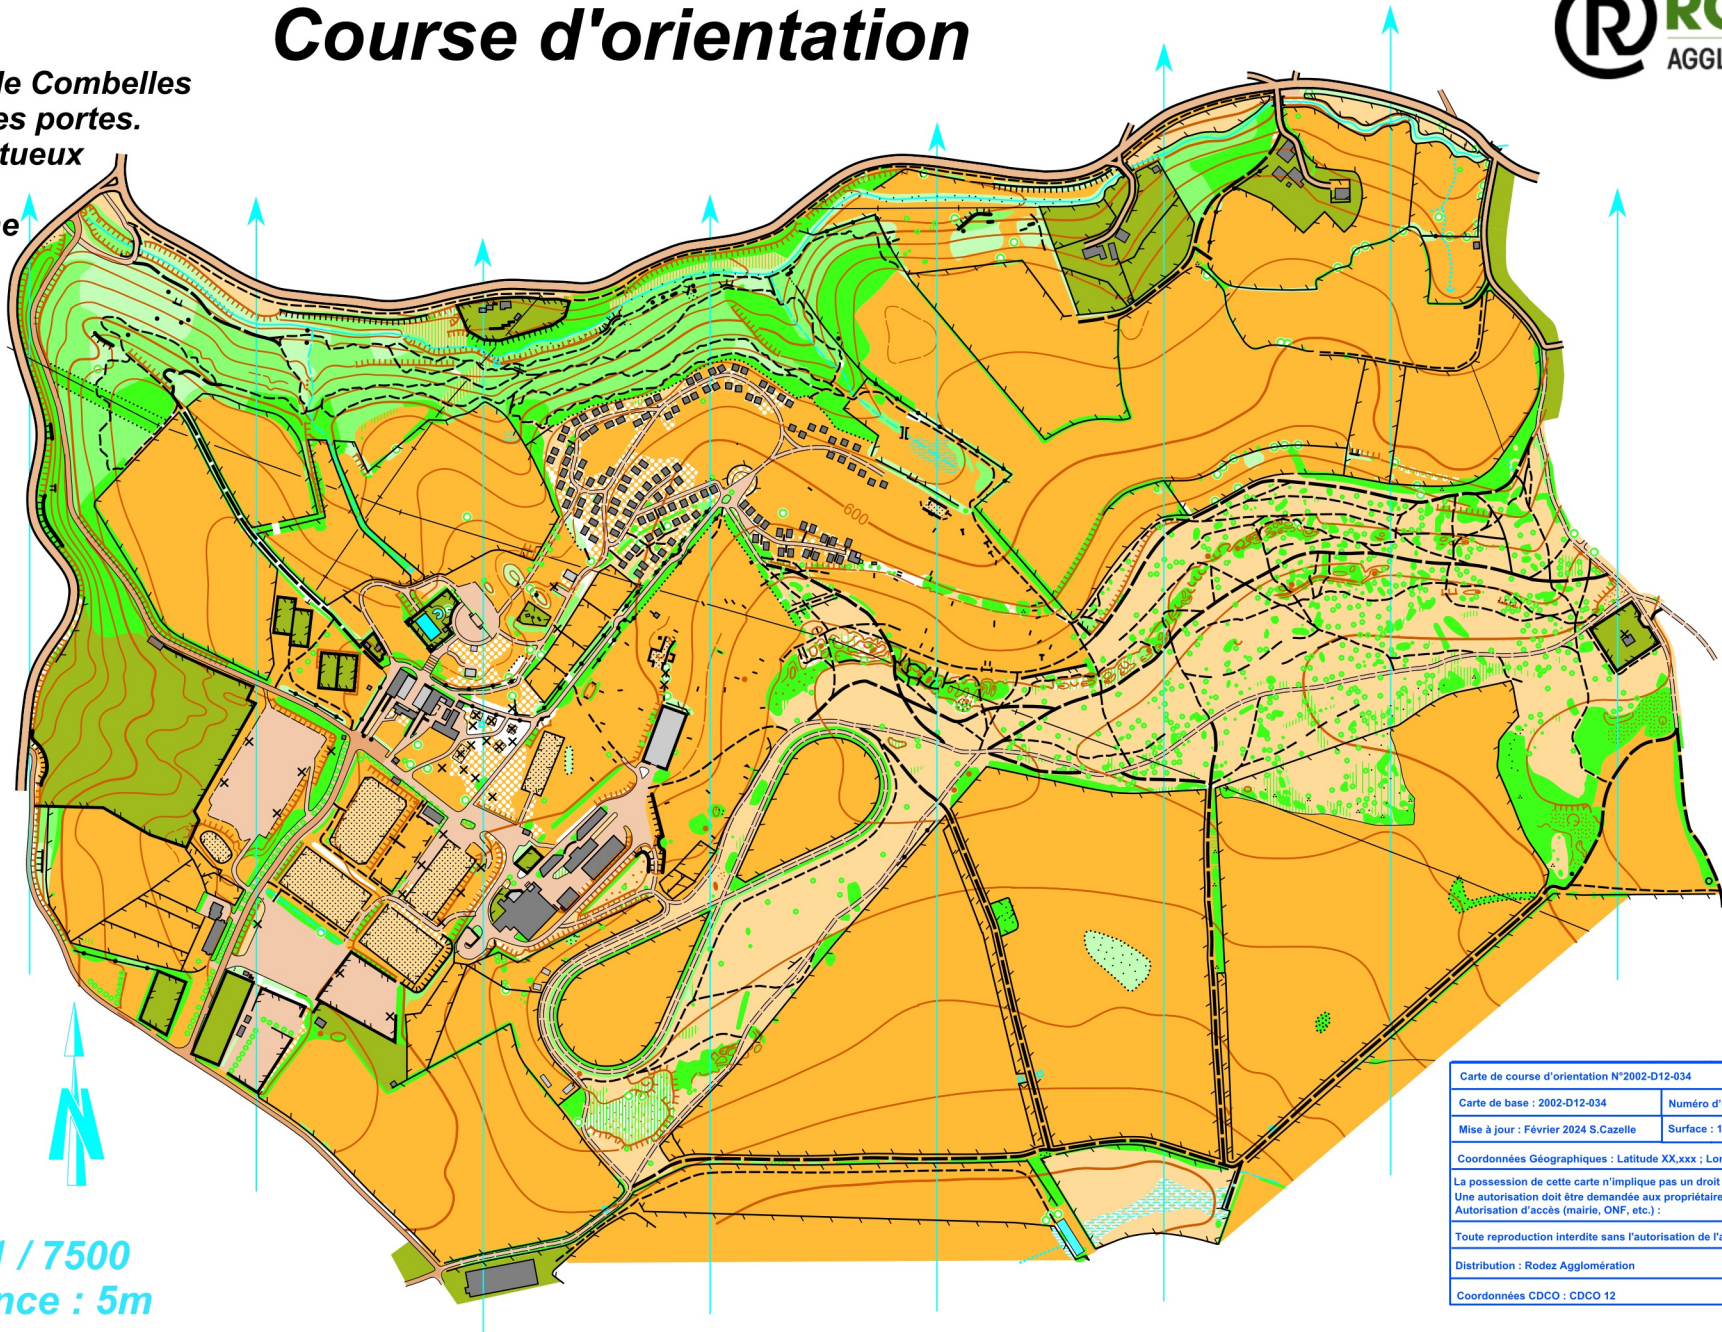 Course d'orientation
de Combelles
es portes.
tueux
R
AGGL
600
N
/ 7500
nce : 5m
Carte de course d'orientation N°2002-D12-034
Carte de base : 2002-D12-034
Numéro d'
Mise à jour : Février 2024 S.Cazelle
Surface : 1
Coordonnées Géographiques : Latitude XX,xxx ; Lon
La possession de cette carte n'implique pas un droit
Une autorisation doit être demandée aux propriétaire
Autorisation d'accès (mairie, ONF, etc.) :
Toute reproduction interdite sans l'autorisation de l'a
Distribution : Rodez Agglomération
Coordonnées CDCO : CDCO 12